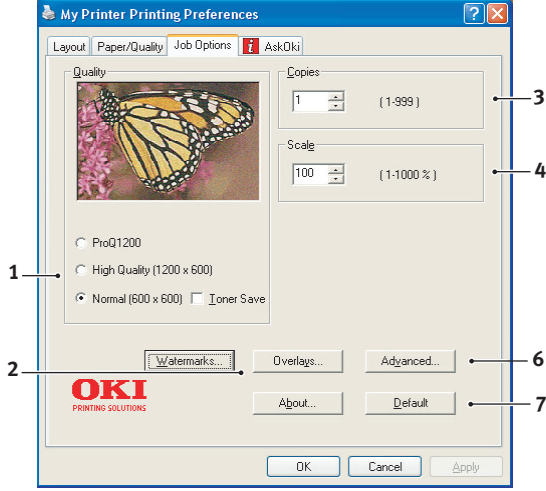 My Printer Printing Preferences
Layout Paper/Quality Job Options i AskOki
Quality
Copies
1 (1-999)
3
Scale
100 (1-1000 %)
4
ProQ1200
High Quality (1200 x 600)
1
Normal (600 x 600) Toner Save
Watermarks... Overlays... Advanced...
6
2
OKI
PRINTING SOLUTIONS
About... Default
7
OK Cancel Apply